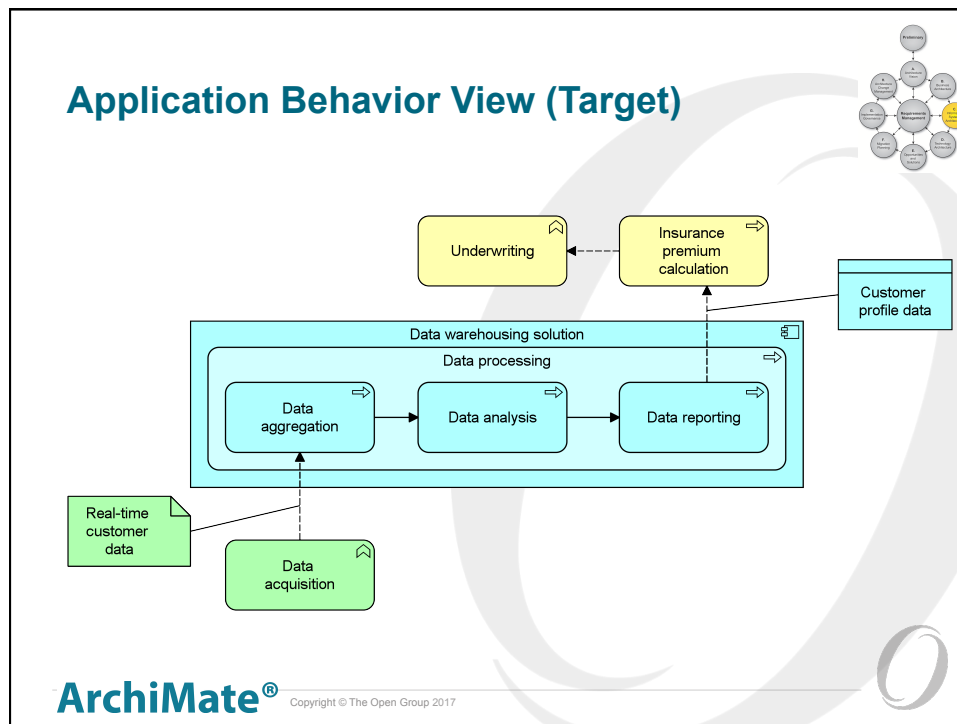 Application Behavior View (Target)
Preliminary
Requirements
Management
Underwriting
Insurance
premium
calculation
Customer
profile data
Data warehousing solution
Data processing
Data
aggregation
Data analysis
Data reporting
Real-time
customer
data
Data
acquisition
ArchiMate®
Copyright © The Open Group 2017